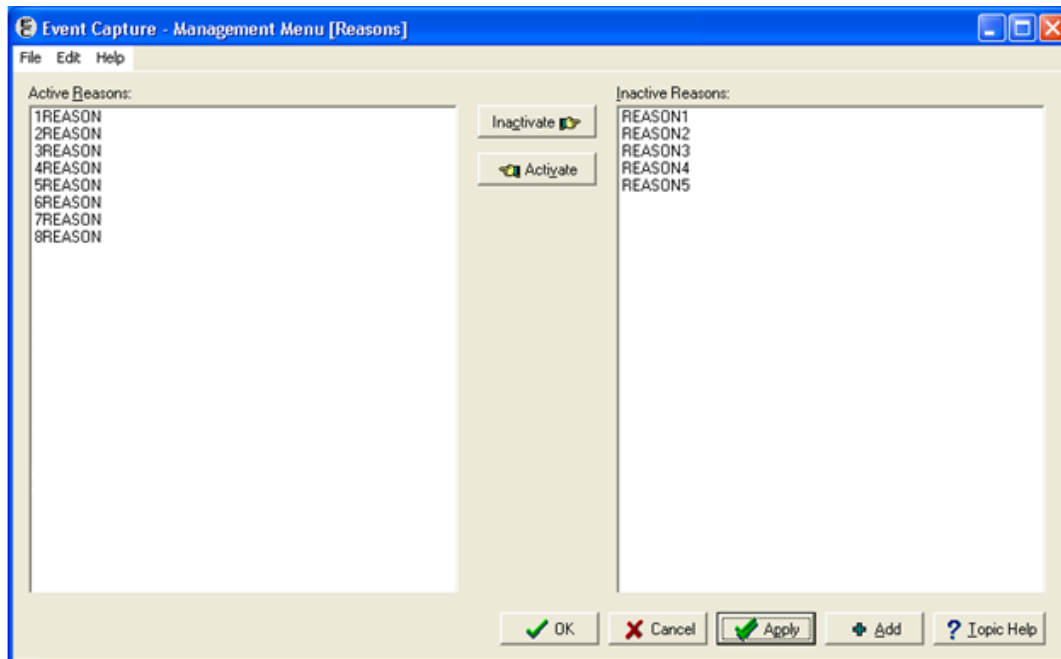 Event Capture - Management Menu [Reasons]
File Edit Help
Active Reasons:
1REASON
2REASON
3REASON
4REASON
5REASON
6REASON
7REASON
8REASON
Inactivate
Activate
Inactive Reasons:
REASON1
REASON2
REASON3
REASON4
REASON5
OK Cancel Apply Add ? Topic Help